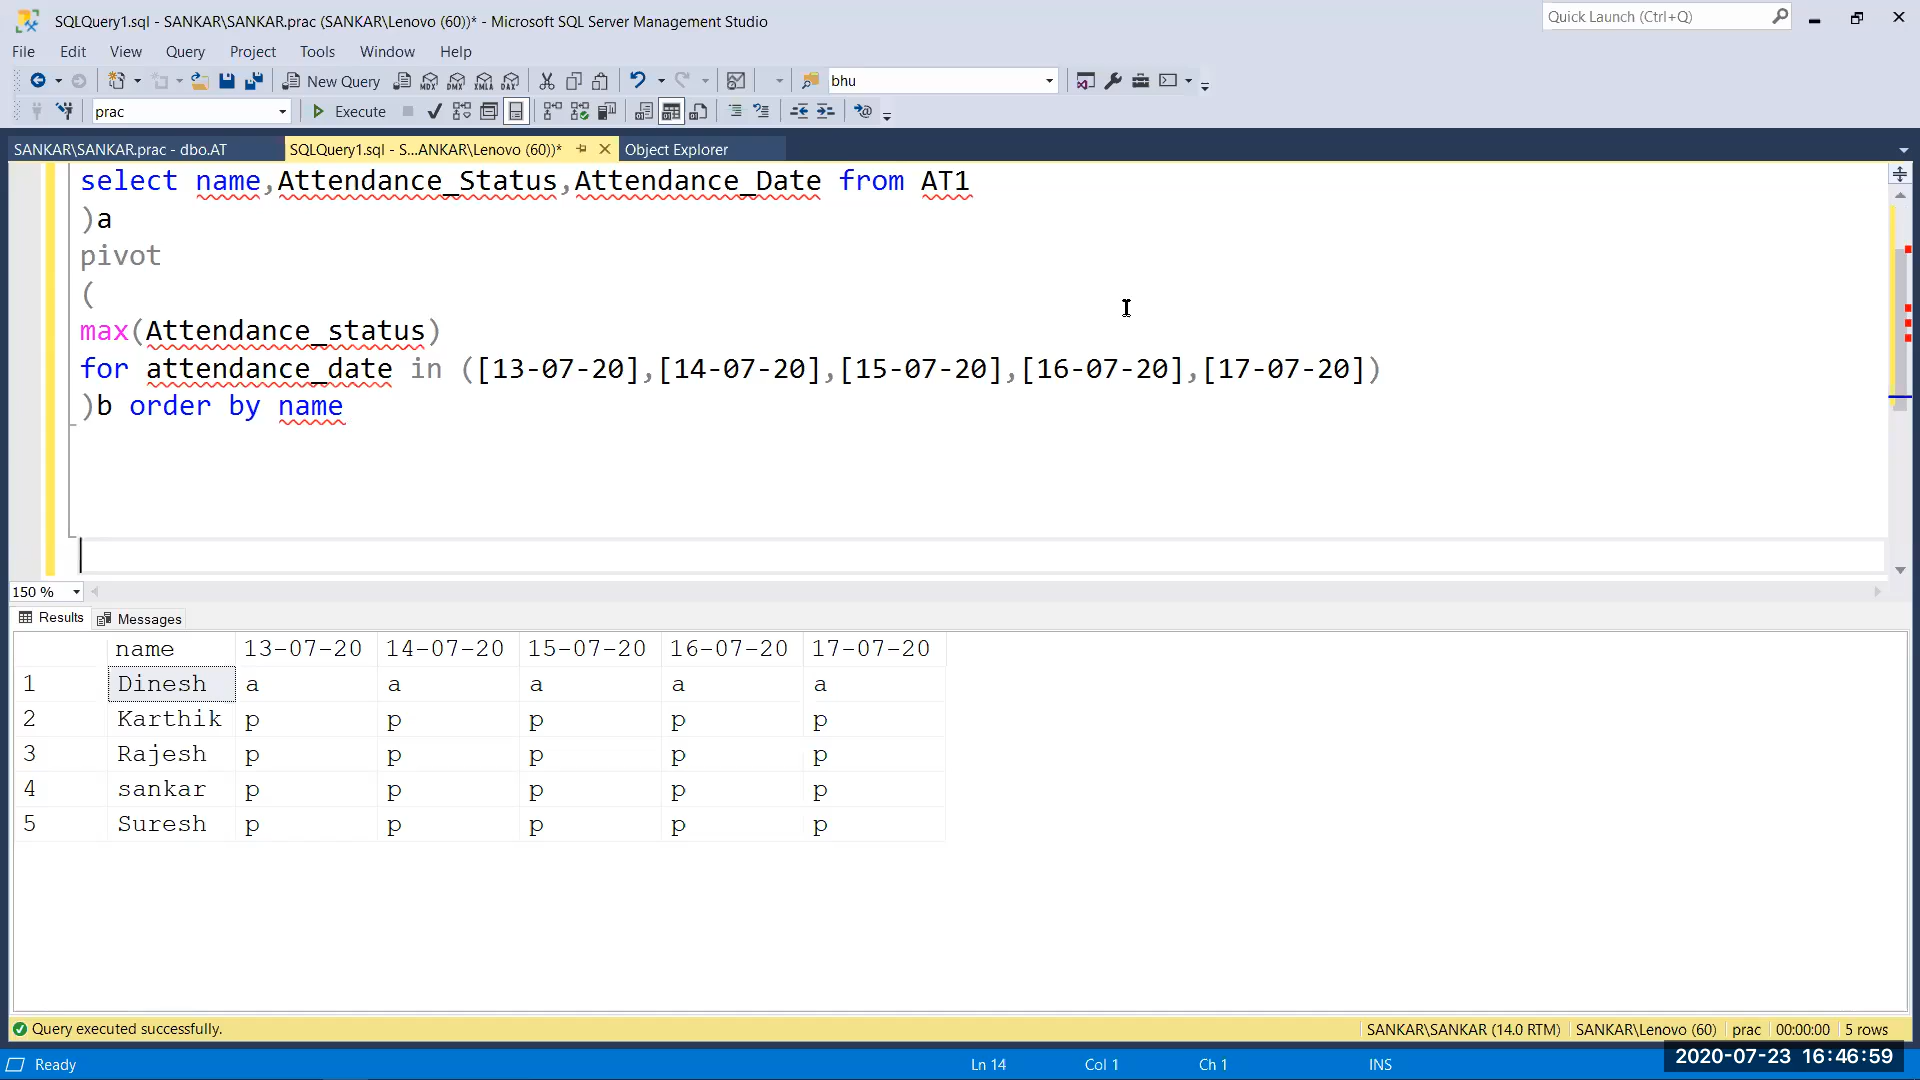 SQLQuery1.sql - SANKAR\SANKAR.prac (SANKAR\Lenovo (60))* - Microsoft SQL Server Management Studio
Quick Launch (Ctrl+Q)
File Edit View Query Project Tools Window Help
New Query MDX DMX XMLA DAX bhu
prac Execute
SANKAR\SANKAR.prac - dbo.AT SQLQuery1.sql - S...ANKAR\Lenovo (60))* Object Explorer
select name,Attendance_Status,Attendance_Date from AT1
)a
pivot
(
max(Attendance_status)
for attendance_date in ([13-07-20],[14-07-20],[15-07-20],[16-07-20],[17-07-20])
)b order by name
150 %
Results Messages
name 13-07-20 14-07-20 15-07-20 16-07-20 17-07-20
1 Dinesh a a a a a
2 Karthik p p p p p
3 Rajesh p p p p p
4 sankar p p p p p
5 Suresh p p p p p
Query executed successfully. SANKAR\SANKAR (14.0 RTM) SANKAR\Lenovo (60) prac 00:00:00 5 rows
Ready Ln 14 Col 1 Ch 1 INS
2020-07-23 16:46:59